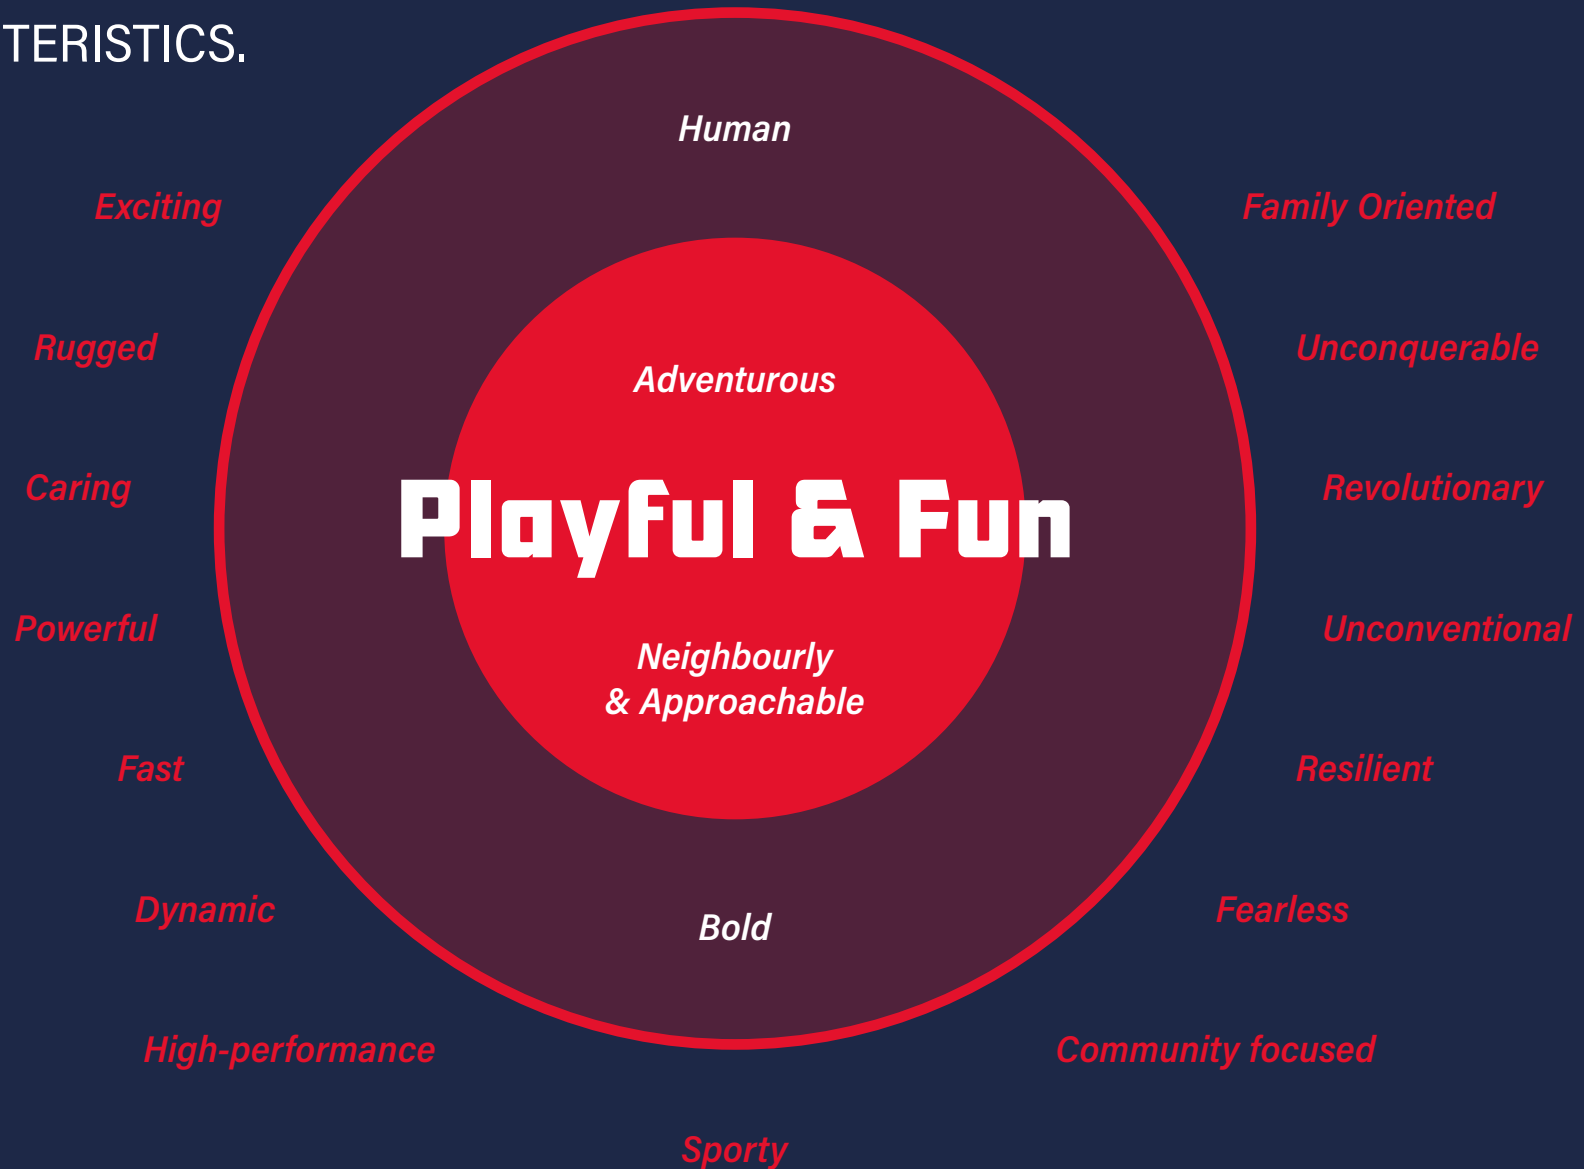 TERISTICS.
Human
Exciting
Family Oriented
Rugged
Unconquerable
Adventurous
Caring
Revolutionary
Playful & Fun
Powerful
Unconventional
Neighbourly
& Approachable
Fast
Resilient
Dynamic
Fearless
Bold
High-performance
Community focused
Sporty